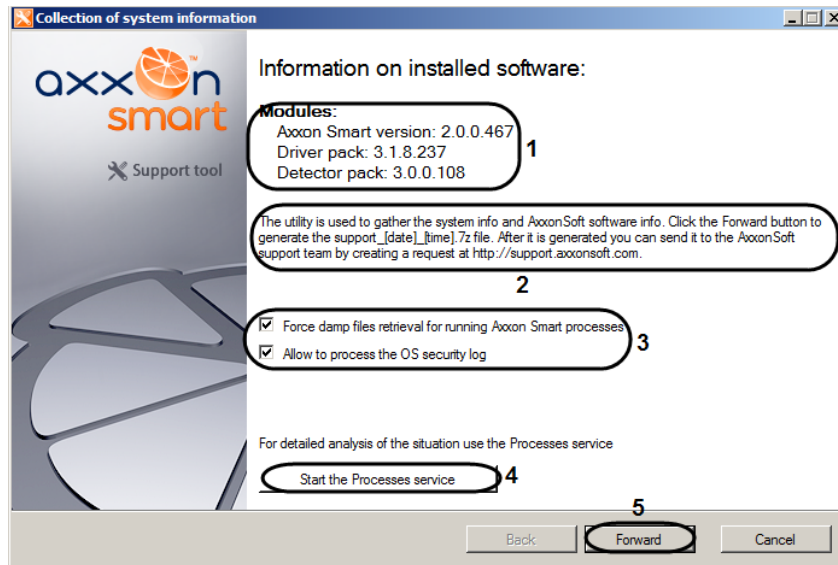 Collection of system information
axxon
TM
smart
Support tool
Information on installed software:
Modules:
Axxon Smart version: 2.0.0.467
Driver pack: 3.1.8.237
Detector pack: 3.0.0.108
1
The utility is used to gather the system info and AxxonSoft software info. Click the Forward button to
generate the support_[date]_[time].7z file. After it is generated you can send it to the AxxonSoft
support team by creating a request at http://support.axxonsoft.com.
2
Force damp files retrieval for running Axxon Smart processes
Allow to process the OS security log
3
For detailed analysis of the situation use the Processes service
Start the Processes service
4
5
Back
Forward
Cancel